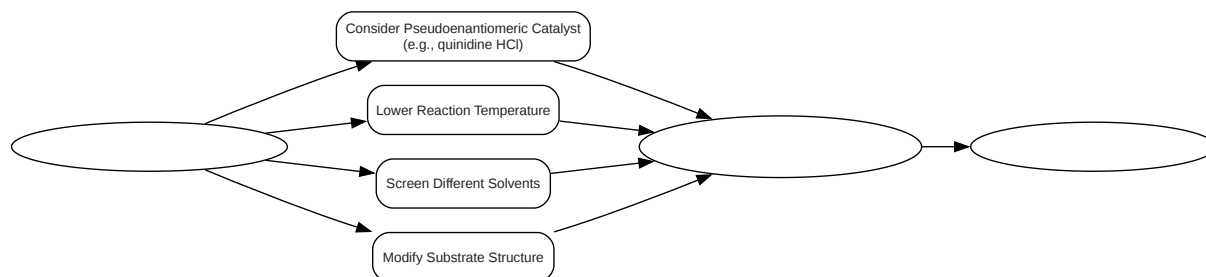 Consider Pseudoenantiomeric Catalyst
(e.g., quinidine HCl)
Lower Reaction Temperature
Screen Different Solvents
Modify Substrate Structure